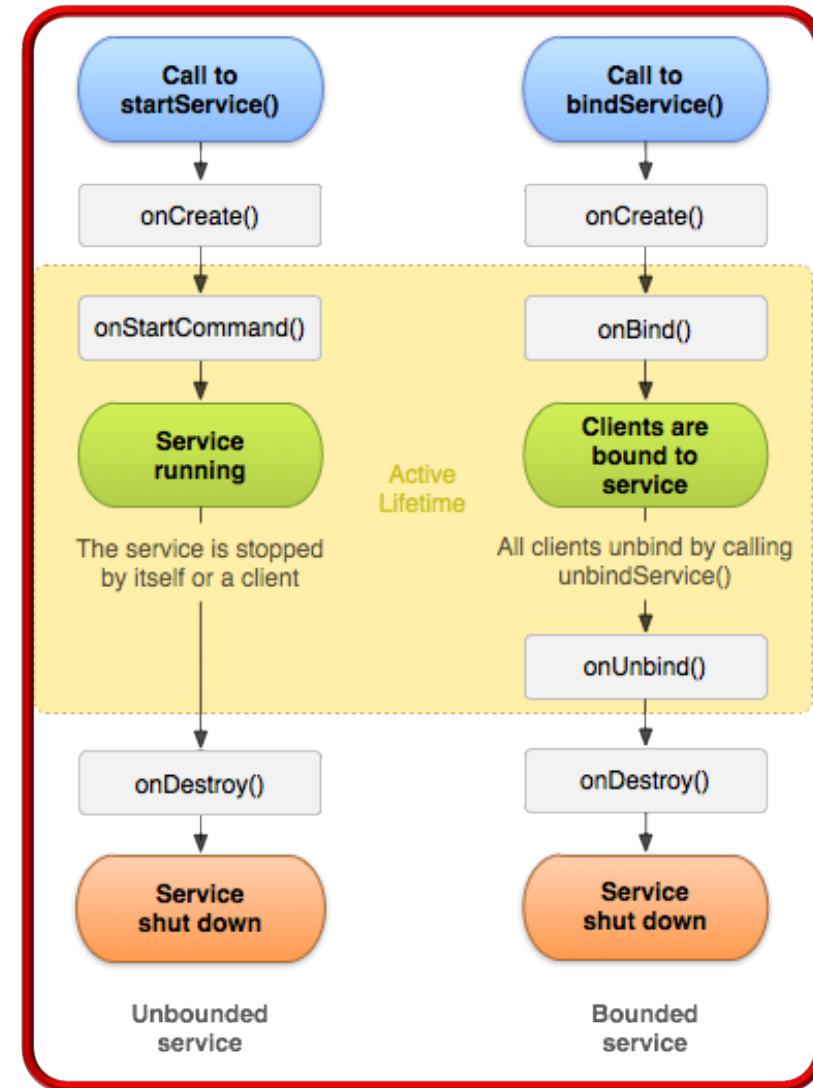 Call to
startService()
onCreate()
onStartCommand()
Service
running
The service is stopped
by itself or a client
onDestroy()
Service
shut down
Unbounded
service
Active
Lifetime
Call to
bindService()
onCreate()
onBind()
Clients are
bound to
service
All clients unbind by calling
unbindService()
onUnbind()
onDestroy()
Service
shut down
Bounded
service